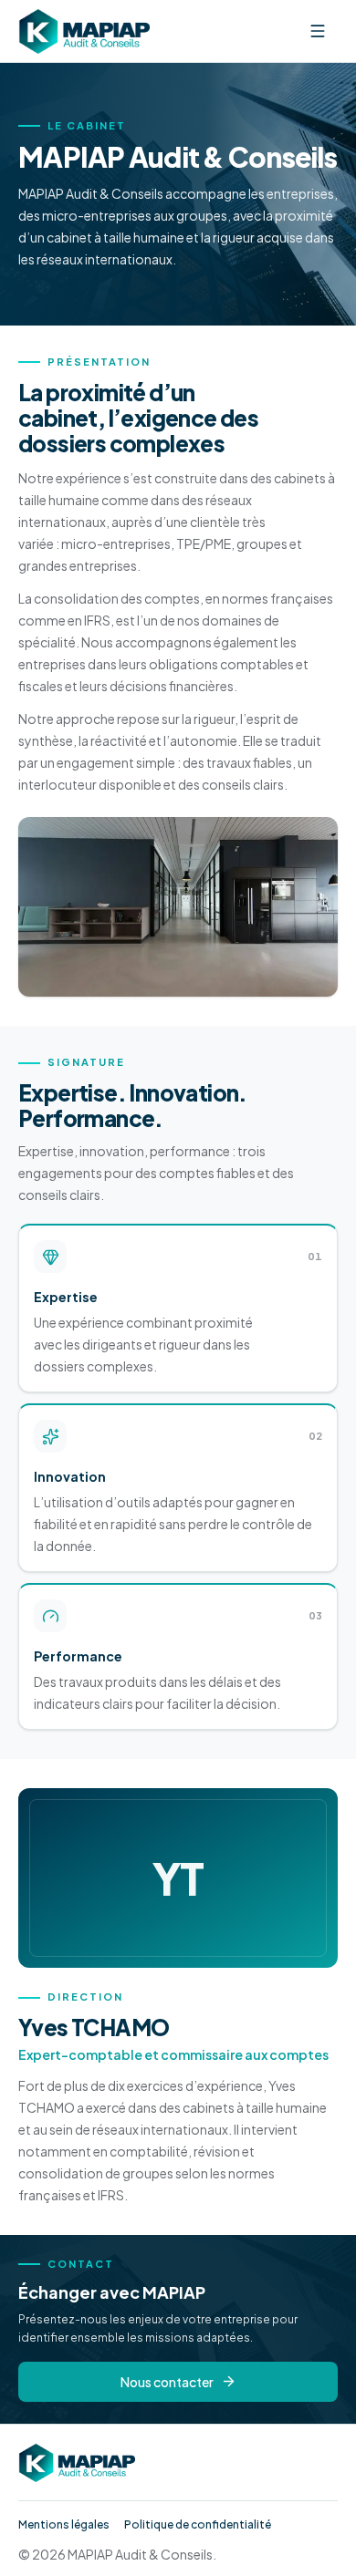 MAPIAP
Audit & Conseils
LE CABINET
MAPIAP Audit & Conseils
MAPIAP Audit & Conseils accompagne les entreprises,
des micro-entreprises aux groupes, avec la proximité
d’un cabinet à taille humaine et la rigueur acquise dans
les réseaux internationaux.
PRÉSENTATION
La proximité d’un
cabinet, l’exigence des
dossiers complexes
Notre expérience s’est construite dans des cabinets à
taille humaine comme dans des réseaux
internationaux, auprès d’une clientèle très
variée : micro-entreprises, TPE/PME, groupes et
grandes entreprises.
La consolidation des comptes, en normes françaises
comme en IFRS, est l’un de nos domaines de
spécialité. Nous accompagnons également les
entreprises dans leurs obligations comptables et
fiscales et leurs décisions financières.
Notre approche repose sur la rigueur, l’esprit de
synthèse, la réactivité et l’autonomie. Elle se traduit
par un engagement simple : des travaux fiables, un
interlocuteur disponible et des conseils clairs.
SIGNATURE
Expertise. Innovation.
Performance.
Expertise, innovation, performance : trois
engagements pour des comptes fiables et des
conseils clairs.
01
Expertise
Une expérience combinant proximité
avec les dirigeants et rigueur dans les
dossiers complexes.
02
Innovation
L’utilisation d’outils adaptés pour gagner en
fiabilité et en rapidité sans perdre le contrôle de
la donnée.
03
Performance
Des travaux produits dans les délais et des
indicateurs clairs pour faciliter la décision.
YT
DIRECTION
Yves TCHAMO
Expert-comptable et commissaire aux comptes
Fort de plus de dix exercices d’expérience, Yves
TCHAMO a exercé dans des cabinets à taille humaine
et au sein de réseaux internationaux. Il intervient
notamment en comptabilité, révision et
consolidation de groupes selon les normes
françaises et IFRS.
CONTACT
Échanger avec MAPIAP
Présentez-nous les enjeux de votre entreprise pour
identifier ensemble les missions adaptées.
Nous contacter
MAPIAP
Audit & Conseils
Mentions légales Politique de confidentialité
© 2026 MAPIAP Audit & Conseils.